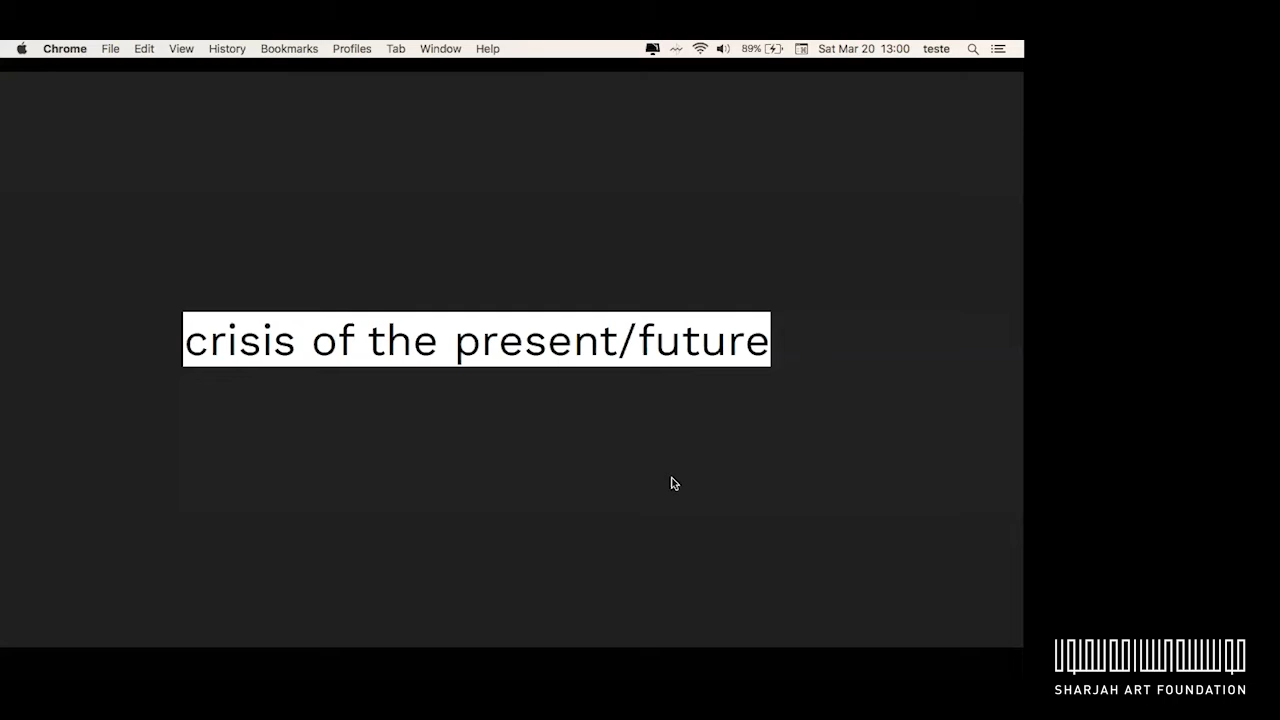 Chrome File Edit View History Bookmarks Profiles Tab Window Help 89% Sat Mar 20 13:00 teste
crisis of the present/future
SHARJAH ART FOUNDATION